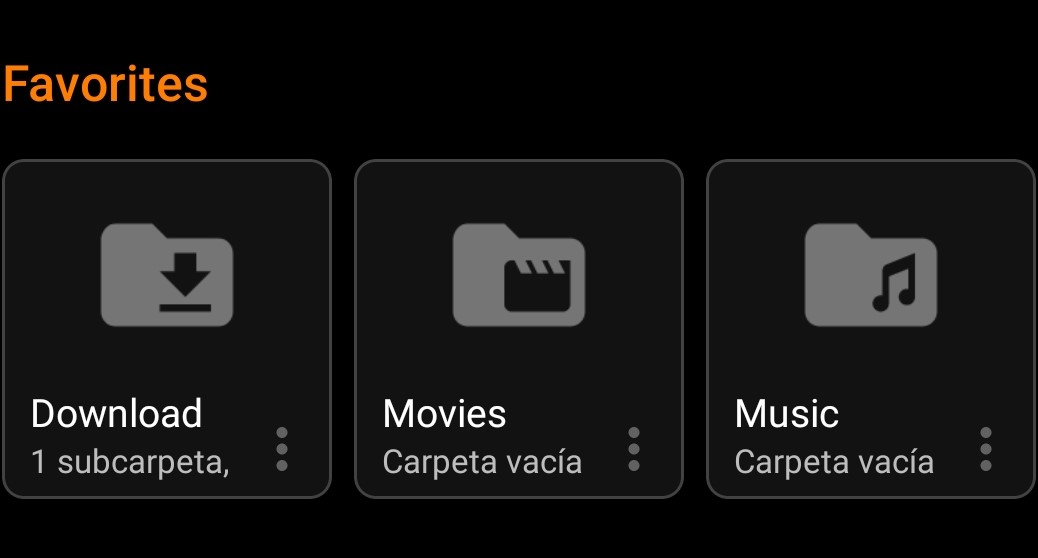 Favorites
Download
1 subcarpeta,
Movies
Carpeta vacía
Music
Carpeta vacía